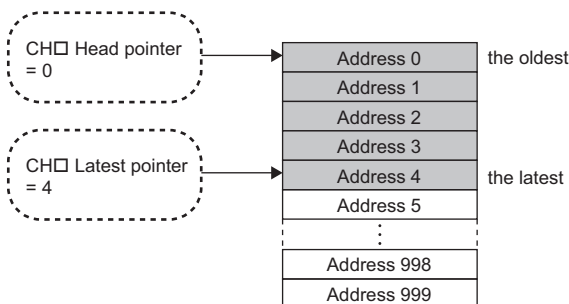 CH□ Head pointer
= 0
Address 0
the oldest
Address 1
Address 2
Address 3
CH□ Latest pointer
= 4
Address 4
the latest
Address 5
Address 998
Address 999